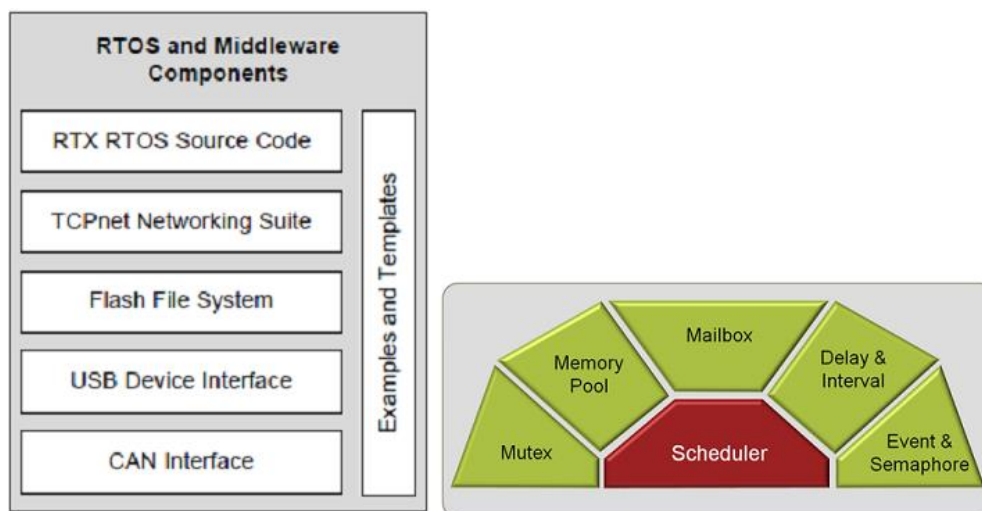 RTOS and Middleware
Components
RTX RTOS Source Code
TCPnet Networking Suite
Flash File System
USB Device Interface
CAN Interface
Examples and Templates
Mutex
Memory
Pool
Mailbox
Delay &
Interval
Event &
Semaphore
Scheduler